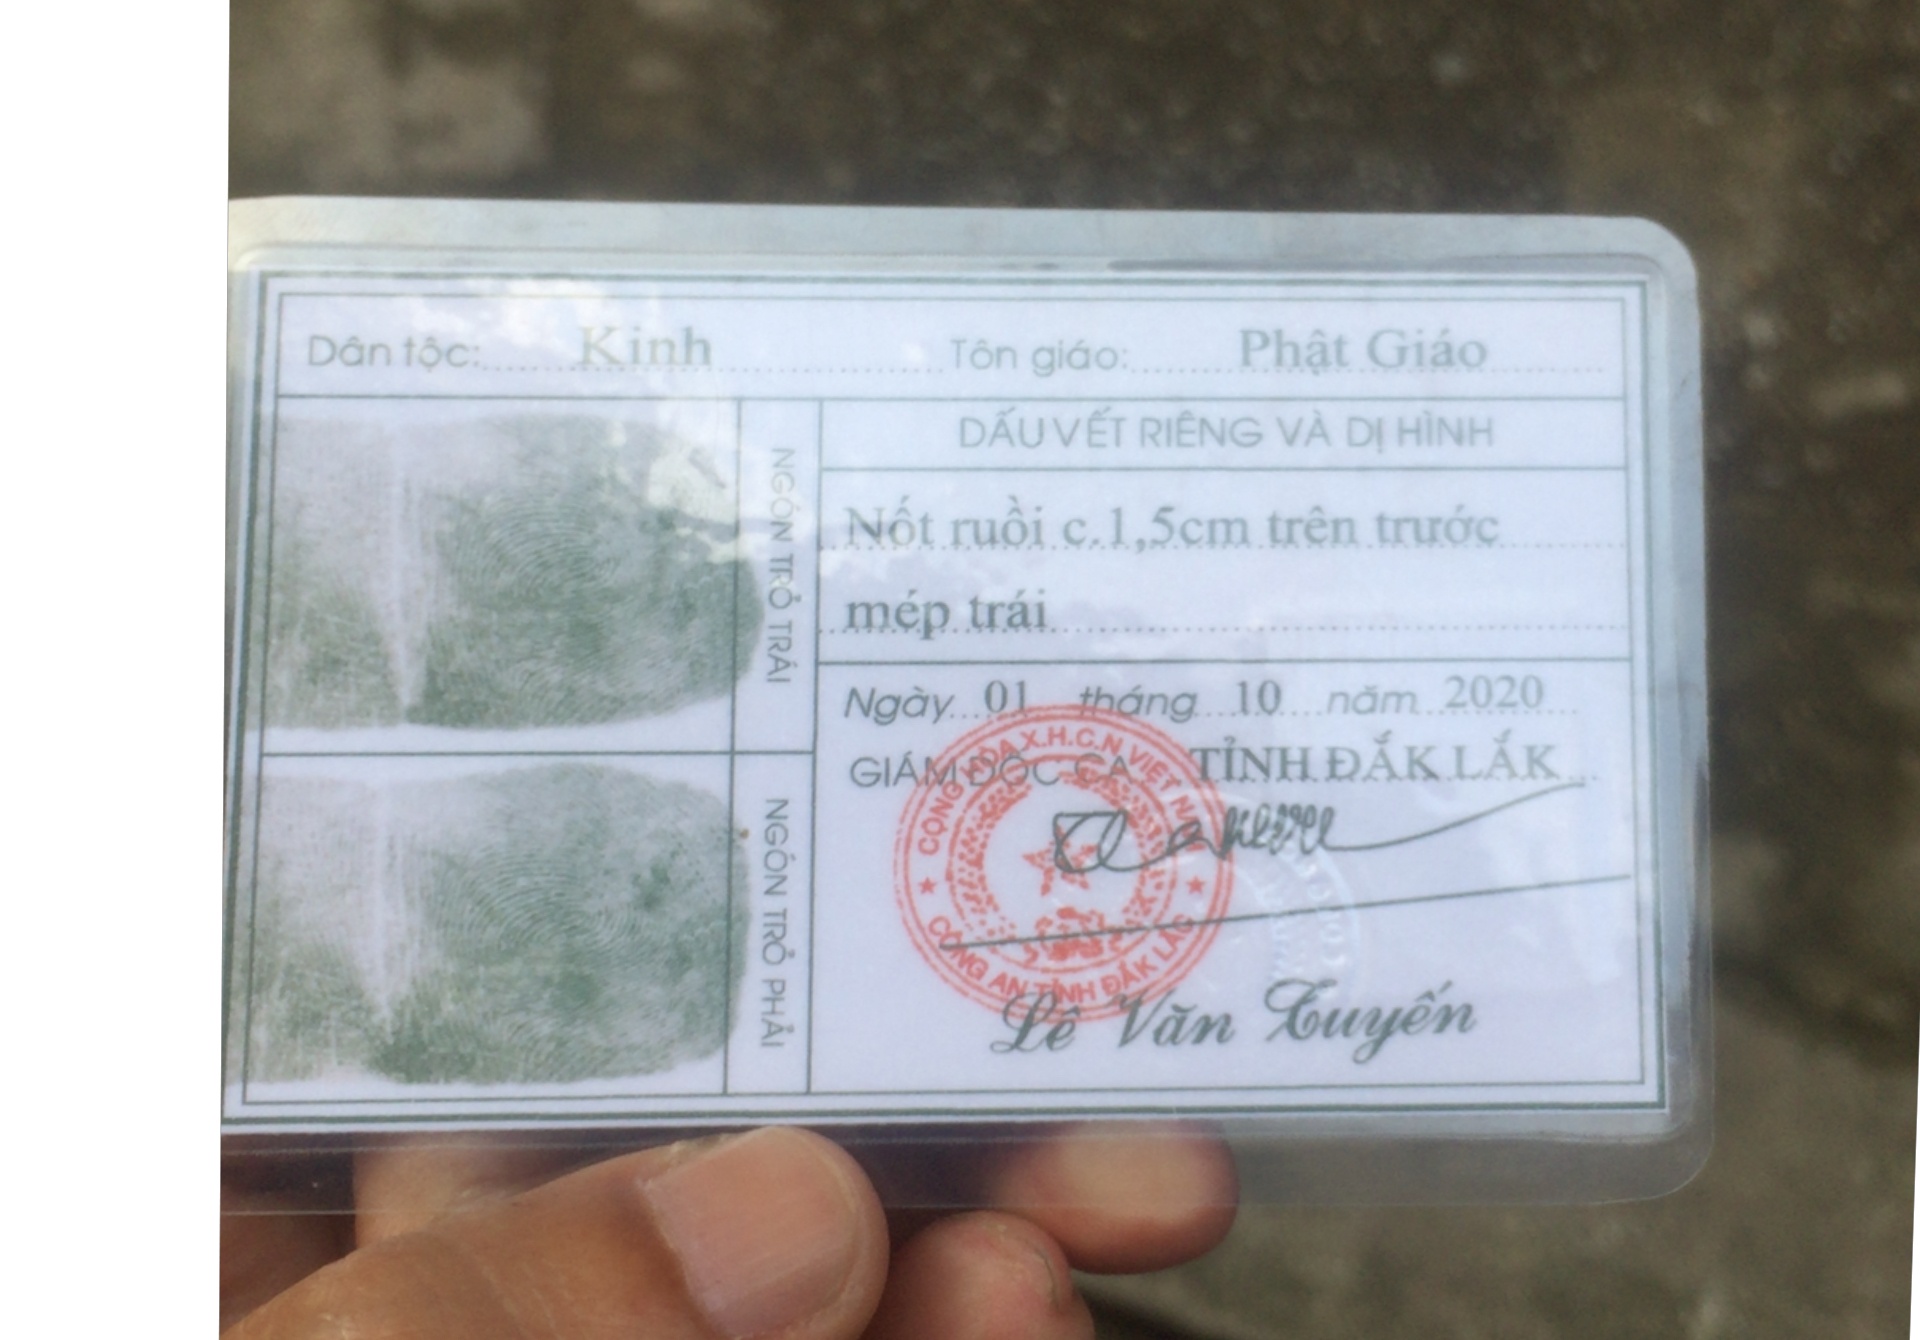 Dân tộc: Kinh Tôn giáo: Phật Giáo
NGÓN TRỎ TRÁI
NGÓN TRỎ PHẢI
DẤU VẾT RIÊNG VÀ DỊ HÌNH
Nốt ruồi c.1,5cm trên trước
mép trái
Ngày 01 tháng 10 năm 2020
GIÁM ĐỐC CA TỈNH ĐẮK LẮK
CỘNG HÒA X.H.C.N VIỆT NAM
CÔNG AN TỈNH ĐẮK LẮC
Lê Văn Tuyến